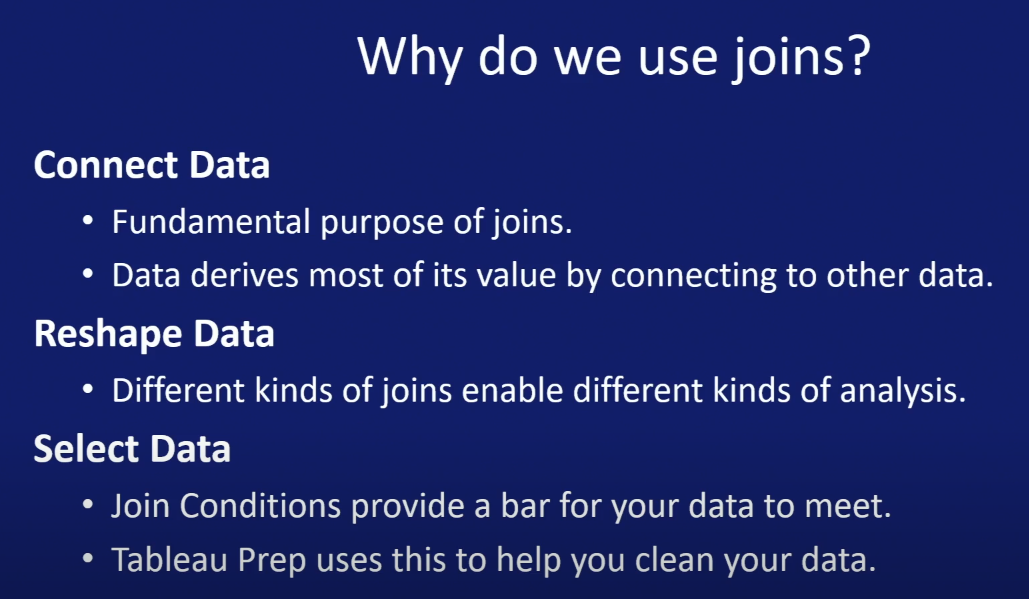 Why do we use joins?
Connect Data
• Fundamental purpose of joins.
• Data derives most of its value by connecting to other data.
Reshape Data
• Different kinds of joins enable different kinds of analysis.
Select Data
• Join Conditions provide a bar for your data to meet.
• Tableau Prep uses this to help you clean your data.